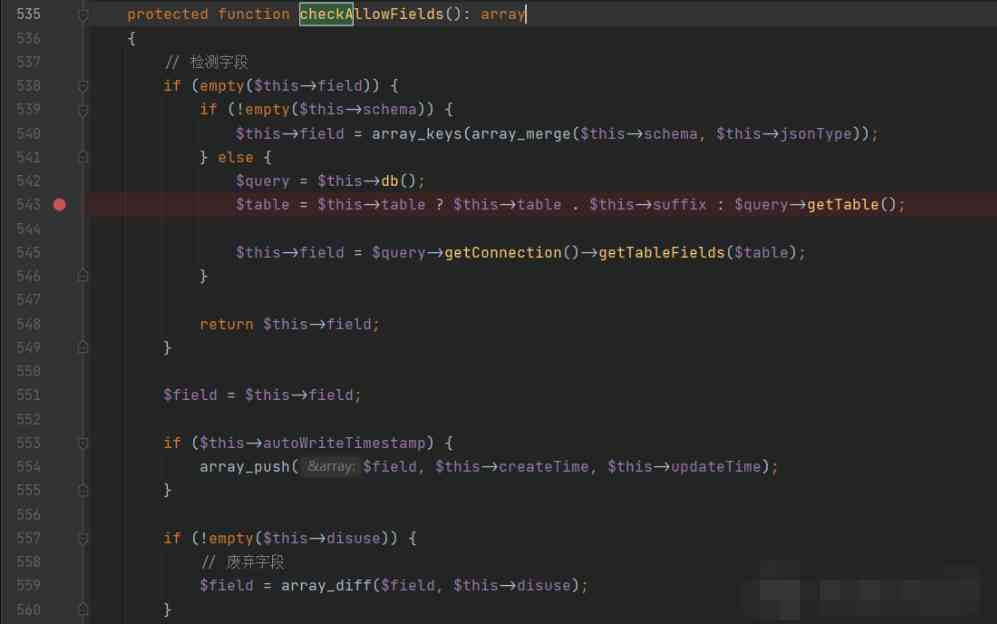 535 protected function checkAllowFields(): array
536 {
537 // 检测字段
538 if (empty($this->field)) {
539 if (!empty($this->schema)) {
540 $this->field = array_keys(array_merge($this->schema, $this->jsonType));
541 } else {
542 $query = $this->db();
543 $table = $this->table ? $this->table . $this->suffix : $query->getTable();
544
545 $this->field = $query->getConnection()->getTableFields($table);
546 }
547
548 return $this->field;
549 }
550
551 $field = $this->field;
552
553 if ($this->autoWriteTimestamp) {
554 array_push( &array: $field, $this->createTime, $this->updateTime);
555 }
556
557 if (!empty($this->disuse)) {
558 // 废弃字段
559 $field = array_diff($field, $this->disuse);
560 }